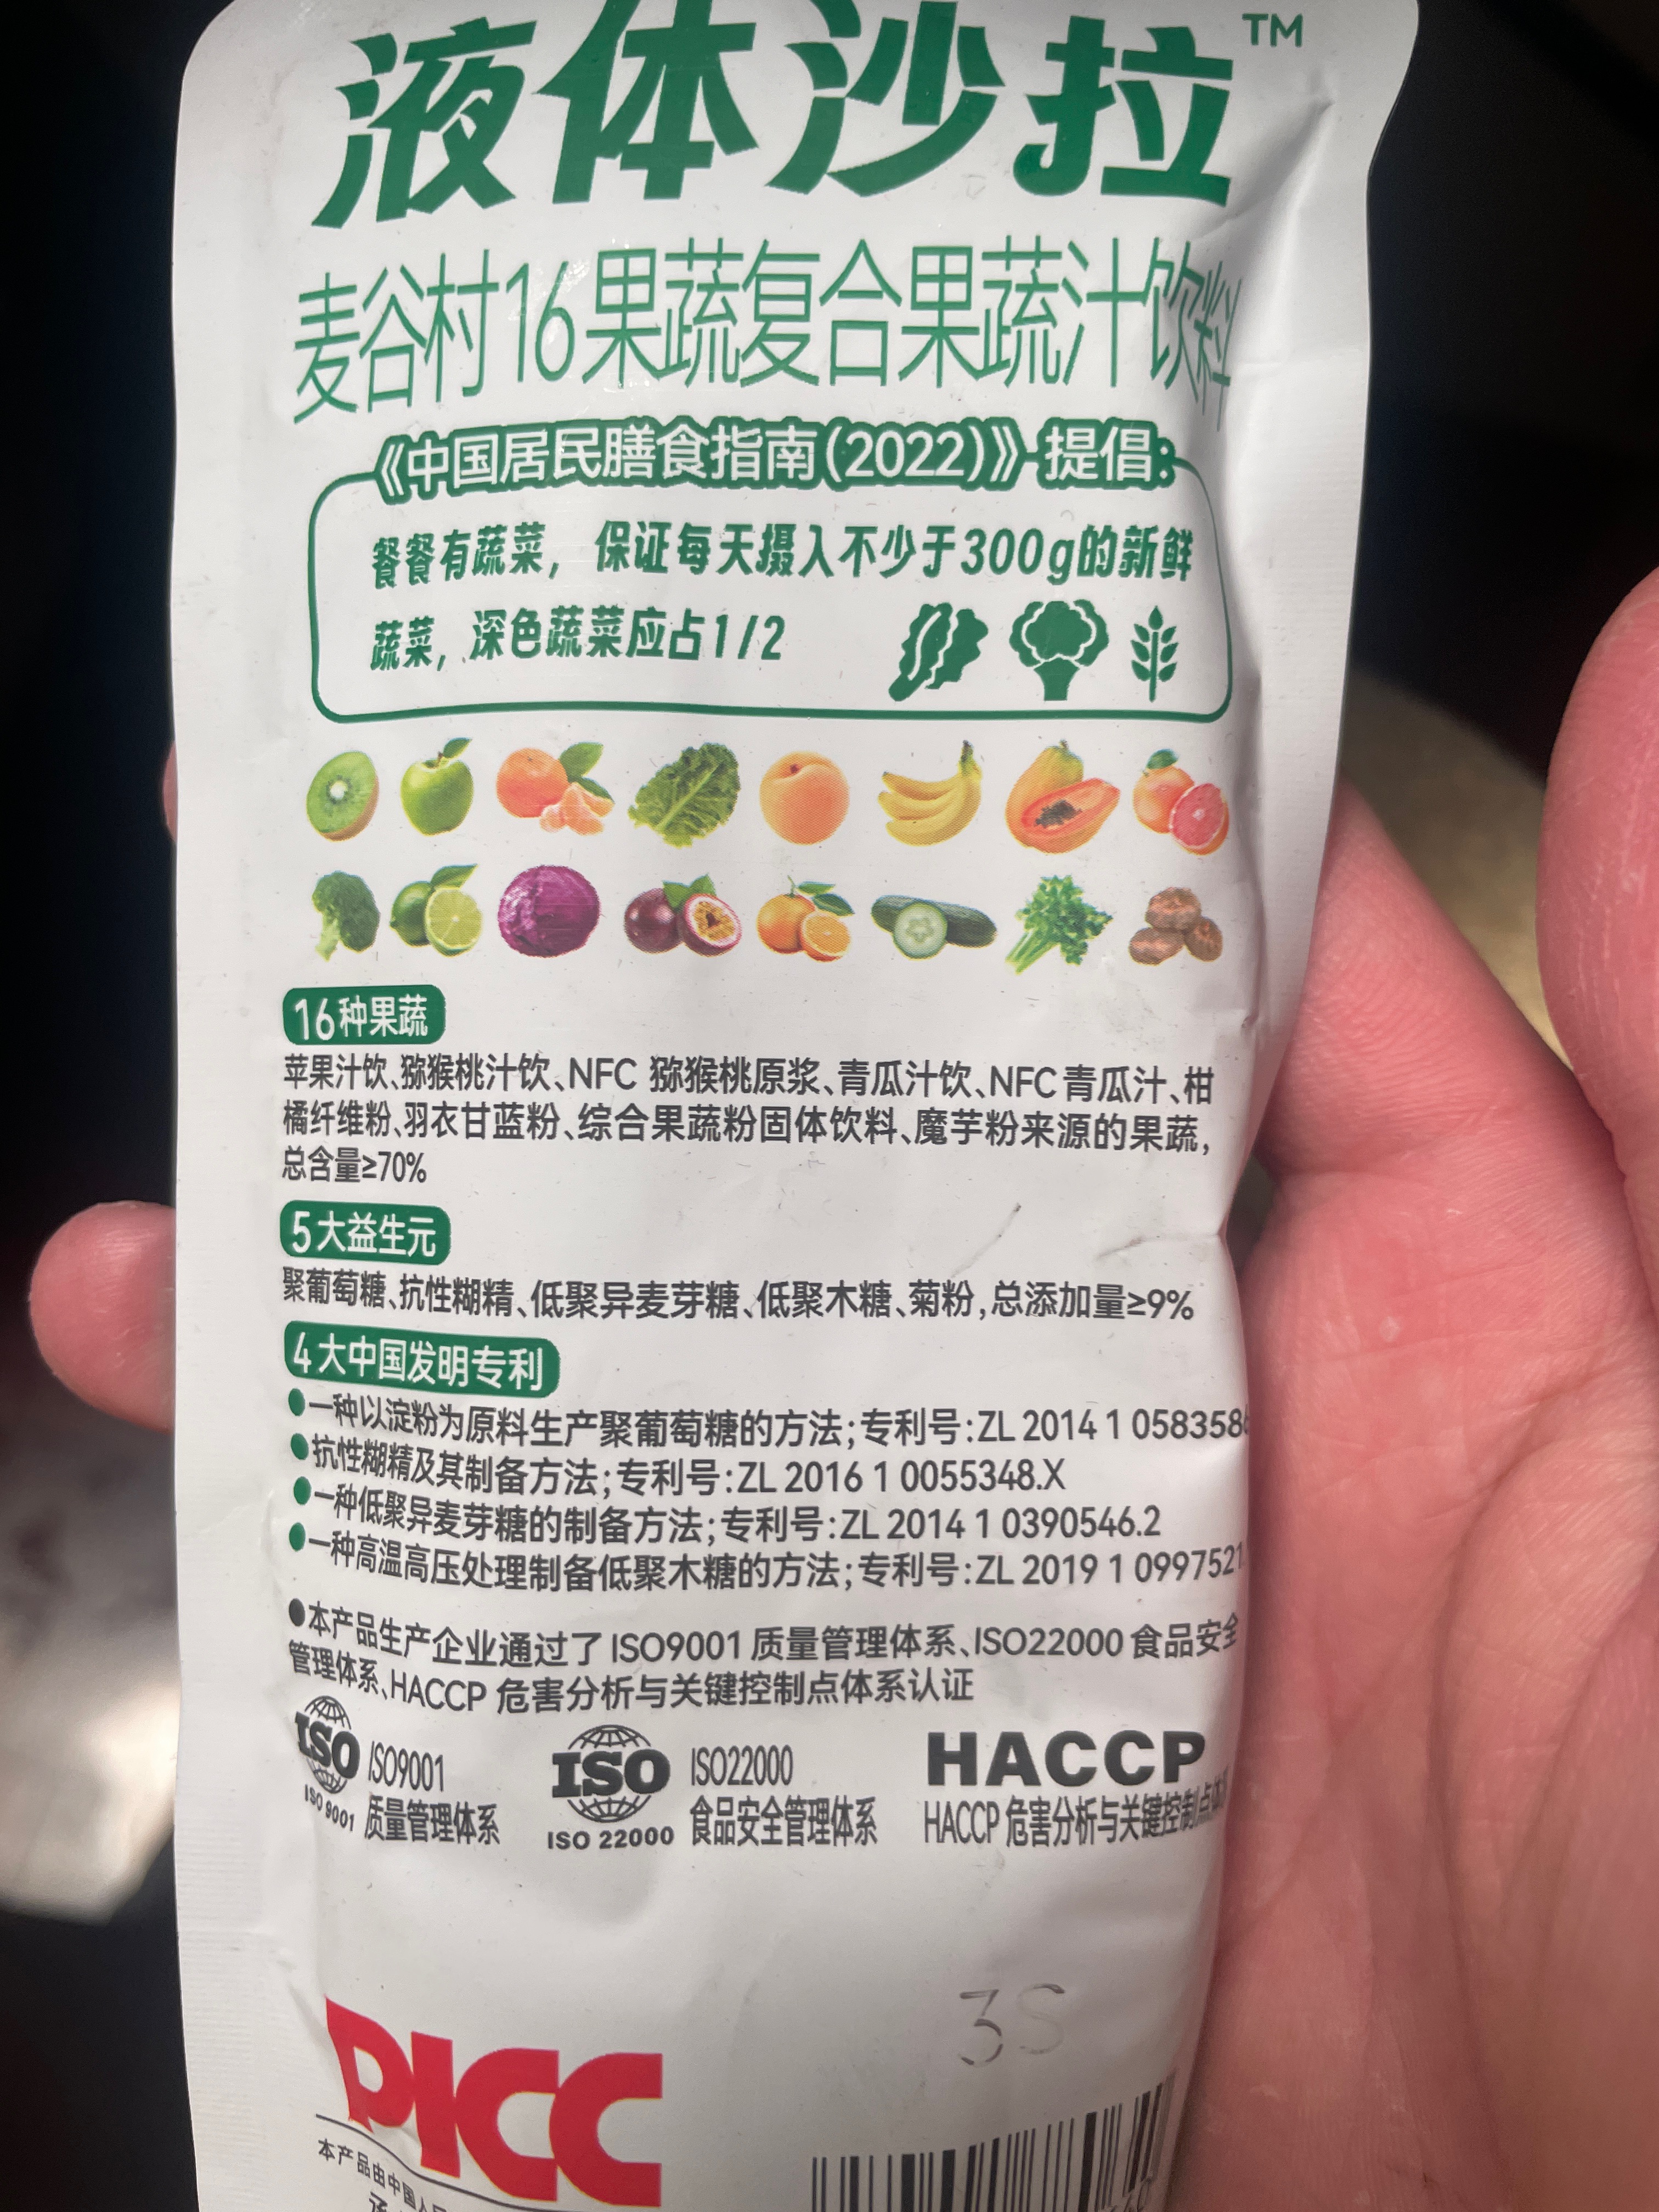 液体沙拉 TM
麦谷村16果蔬复合果蔬汁饮料
《中国居民膳食指南(2022)》提倡:
餐餐有蔬菜，保证每天摄入不少于300g的新鲜
蔬菜，深色蔬菜应占1/2
16种果蔬
苹果汁饮、猕猴桃汁饮、NFC 猕猴桃原浆、青瓜汁饮、NFC青瓜汁、柑
橘纤维粉、羽衣甘蓝粉、综合果蔬粉固体饮料、魔芋粉来源的果蔬，
总含量≥70%
5大益生元
聚葡萄糖、抗性糊精、低聚异麦芽糖、低聚木糖、菊粉，总添加量≥9%
4大中国发明专利
●一种以淀粉为原料生产聚葡萄糖的方法；专利号:ZL 2014 1 058358
●抗性糊精及其制备方法；专利号:ZL 2016 1 0055348.X
●一种低聚异麦芽糖的制备方法；专利号:ZL 2014 1 0390546.2
●一种高温高压处理制备低聚木糖的方法；专利号:ZL 2019 1 0997521
●本产品生产企业通过了ISO9001质量管理体系、ISO22000食品安全
管理体系、HACCP 危害分析与关键控制点体系认证
ISO ISO9001 ISO ISO22000 HACCP
ISO 9001 质量管理体系 ISO 22000 食品安全管理体系 HACCP 危害分析与关键控制点体
3S
PICC
本产品由中国人民